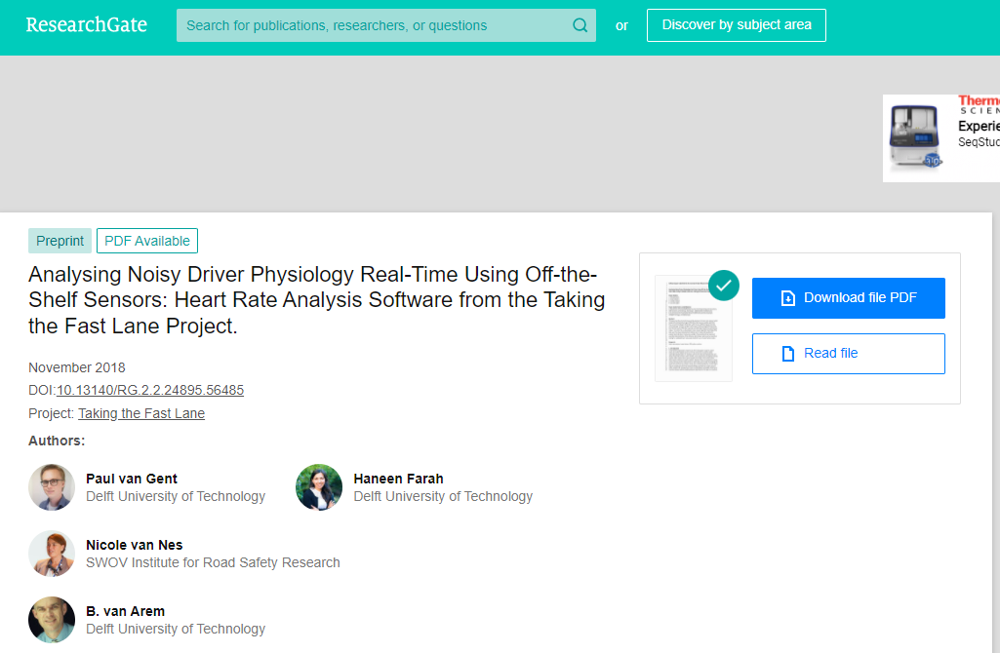 ResearchGate
Search for publications, researchers, or questions
or
Discover by subject area
SCIEN
Experie
SeqStud
Preprint
PDF Available
Analysing Noisy Driver Physiology Real-Time Using Off-the-
Shelf Sensors: Heart Rate Analysis Software from the Taking
the Fast Lane Project.
November 2018
DOI:10.13140/RG.2.2.24895.56485
Project: Taking the Fast Lane
Authors:
Paul van Gent
Delft University of Technology
Haneen Farah
Delft University of Technology
Nicole van Nes
SWOV Institute for Road Safety Research
B. van Arem
Delft University of Technology
Download file PDF
Read file